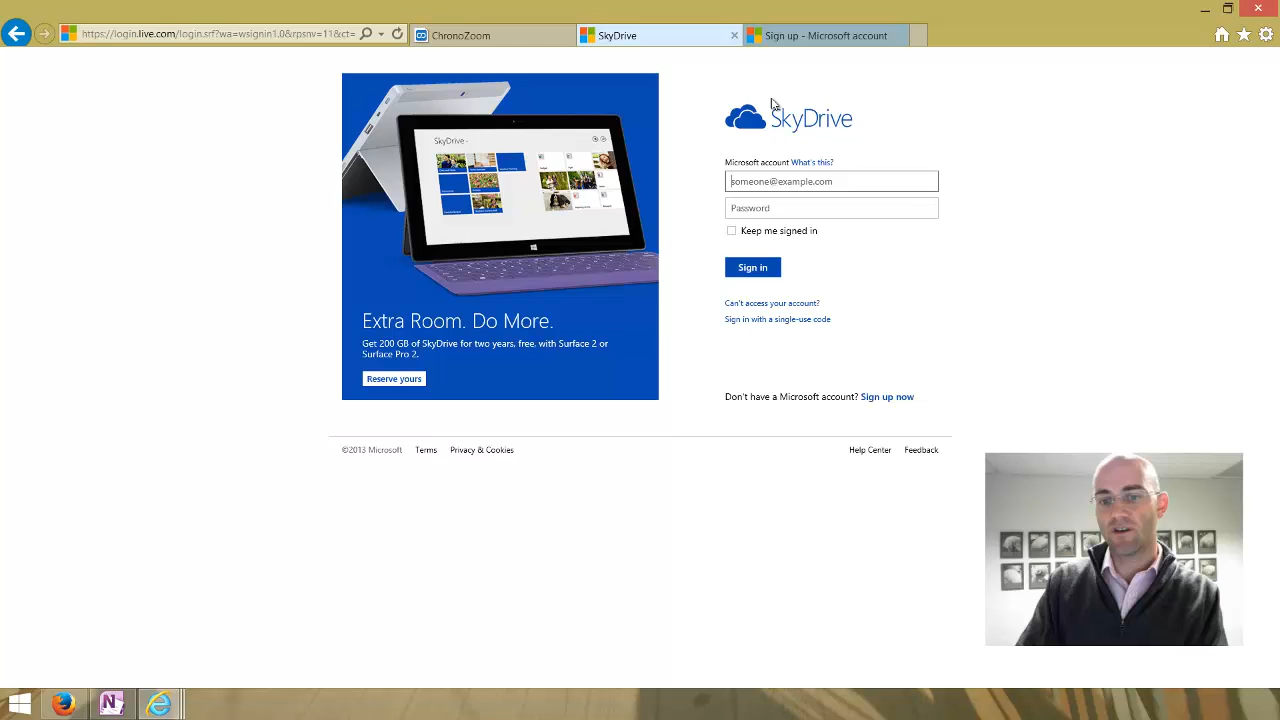 https://login.live.com/login.srf?wa=wsignin1.0&rpsnv=11&ct=
ChronoZoom
SkyDrive
Sign up - Microsoft account
SkyDrive
SkyDrive
Microsoft account What's this?
someone@example.com
Password
Keep me signed in
Sign in
Can't access your account?
Sign in with a single-use code
Extra Room. Do More.
Get 200 GB of SkyDrive for two years, free, with Surface 2 or
Surface Pro 2.
Reserve yours
Don't have a Microsoft account? Sign up now
©2013 Microsoft Terms Privacy & Cookies
Help Center Feedback
N